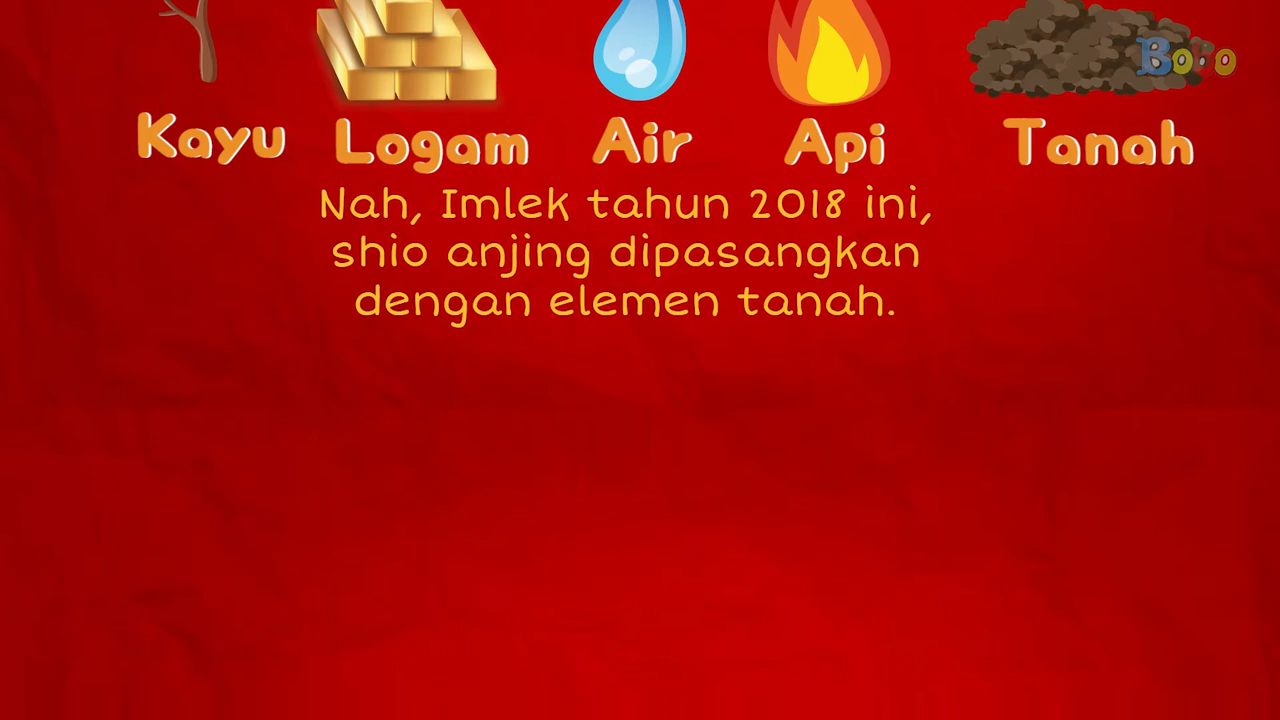 Bobo
Kayu Logam Air Api Tanah
Nah, Imlek tahun 2018 ini,
shio anjing dipasangkan
dengan elemen tanah.